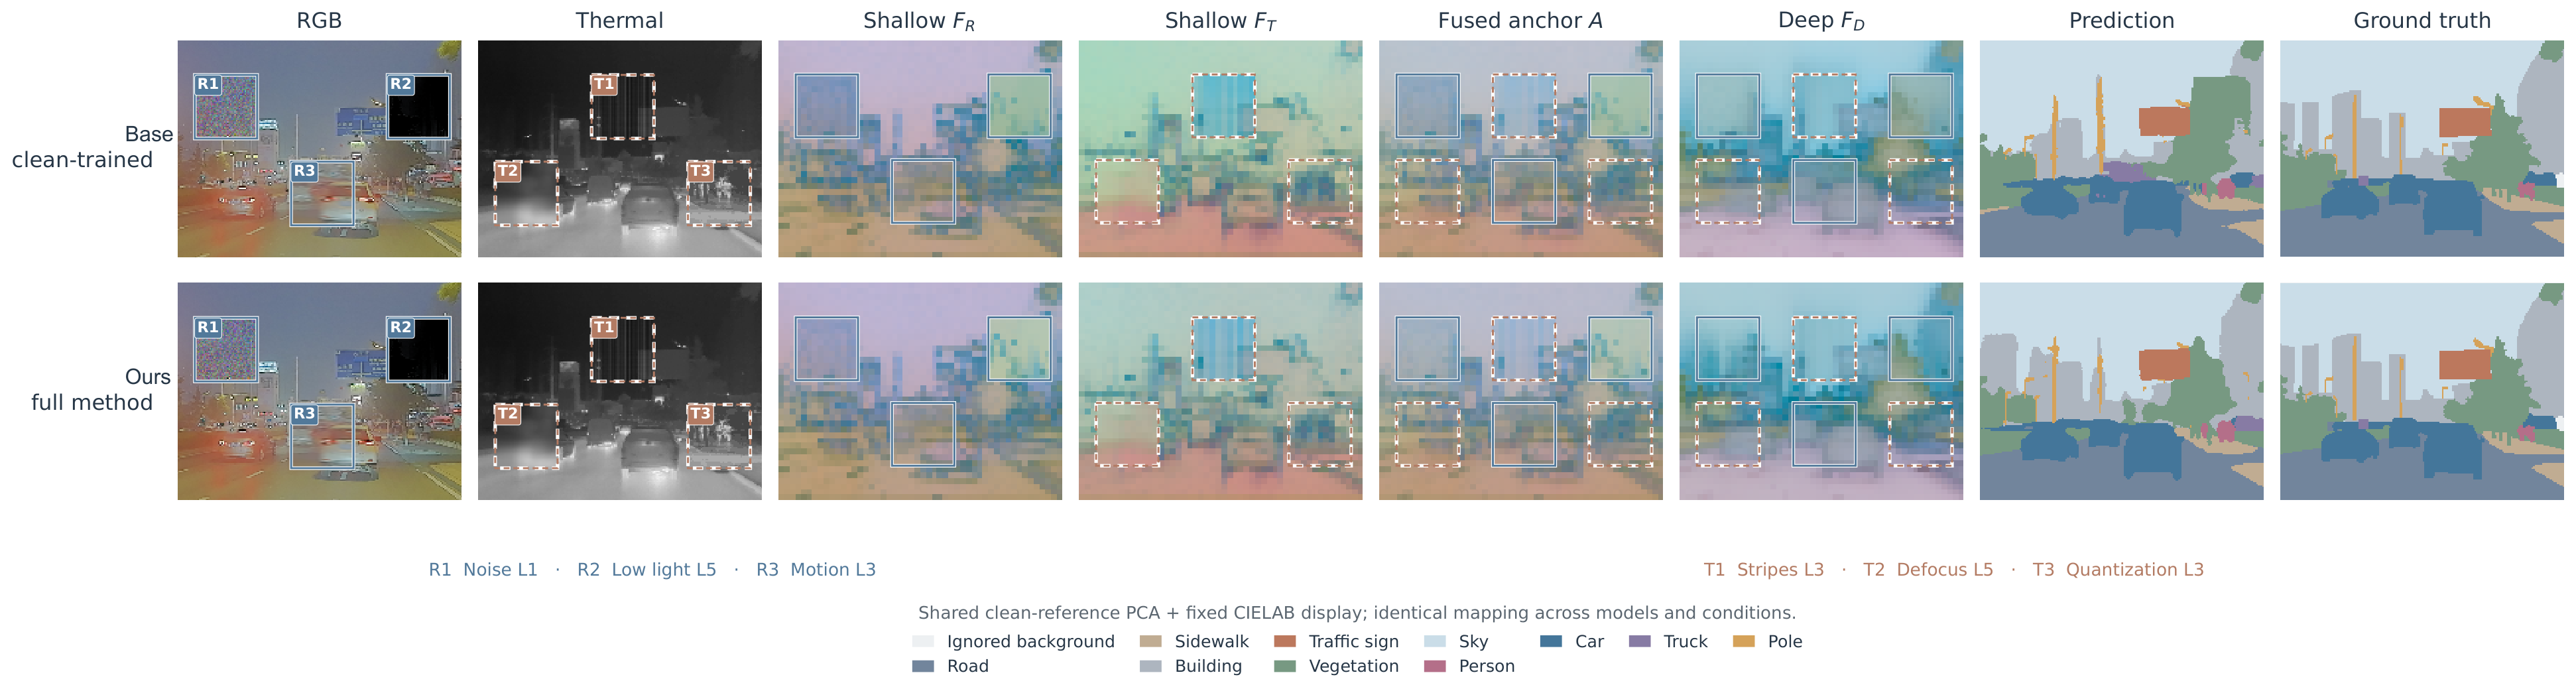 RGB Thermal Shallow F_R Shallow F_T Fused anchor A Deep F_D Prediction Ground truth
Base
clean-trained
R1 R2 R3 T1 T2 T3
Ours
full method
R1 R2 R3 T1 T2 T3
R1 Noise L1 · R2 Low light L5 · R3 Motion L3
T1 Stripes L3 · T2 Defocus L5 · T3 Quantization L3
Shared clean-reference PCA + fixed CIELAB display; identical mapping across models and conditions.
Ignored background Sidewalk Traffic sign Sky Car Truck Pole
Road Building Vegetation Person